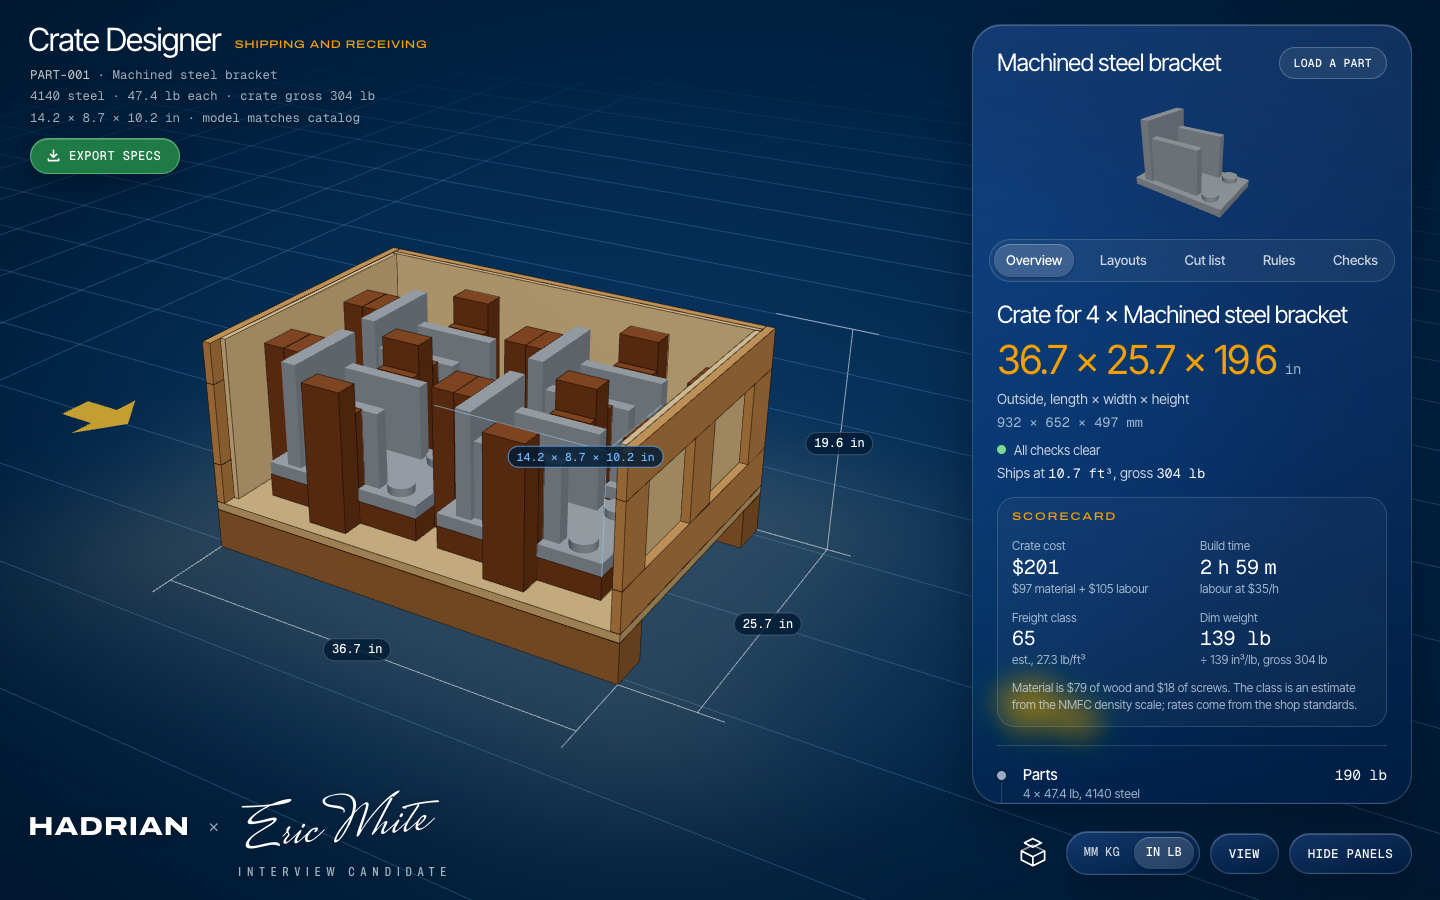 Crate Designer SHIPPING AND RECEIVING
PART-001 · Machined steel bracket
4140 steel · 47.4 lb each · crate gross 304 lb
14.2 × 8.7 × 10.2 in · model matches catalog
EXPORT SPECS
14.2 × 8.7 × 10.2 in
19.6 in
25.7 in
36.7 in
HADRIAN × Eric White
INTERVIEW CANDIDATE
Machined steel bracket LOAD A PART
Overview Layouts Cut list Rules Checks
Crate for 4 × Machined steel bracket
36.7 × 25.7 × 19.6 in
Outside, length × width × height
932 × 652 × 497 mm
All checks clear
Ships at 10.7 ft³, gross 304 lb
SCORECARD
Crate cost Build time
$201 2 h 59 m
$97 material + $105 labour labour at $35/h
Freight class Dim weight
65 139 lb
est., 27.3 lb/ft³ ÷ 139 in³/lb, gross 304 lb
Material is $79 of wood and $18 of screws. The class is an estimate
from the NMFC density scale; rates come from the shop standards.
Parts 190 lb
4 × 47.4 lb, 4140 steel
MM KG IN LB VIEW HIDE PANELS